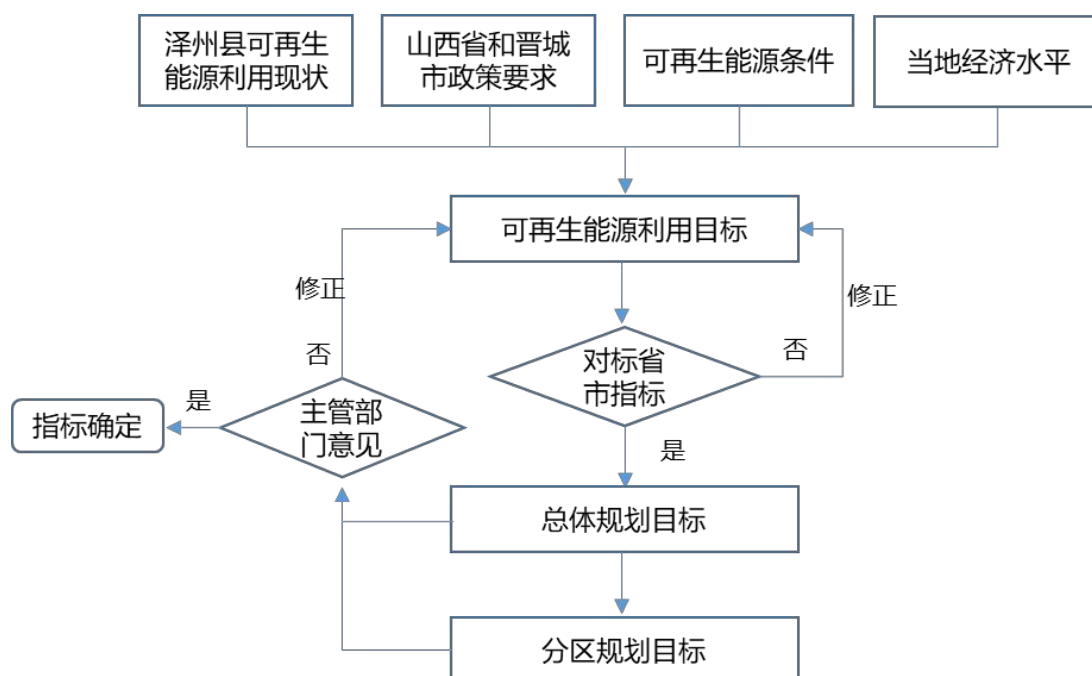 泽州县可再生
能源利用现状
山西省和晋城
市政策要求
可再生能源条件
当地经济水平
可再生能源利用目标
修正
修正
否
对标省
市指标
否
是
指标确定
主管部
门意见
是
总体规划目标
分区规划目标